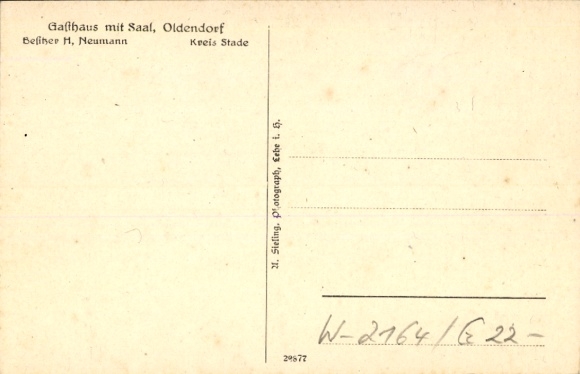 Gasthaus mit Saal, Oldendorf
Besitzer H. Neumann Kreis Stade
A. Sieling, Photograph, Lehe i. H.
W-2164/G 22-
29877